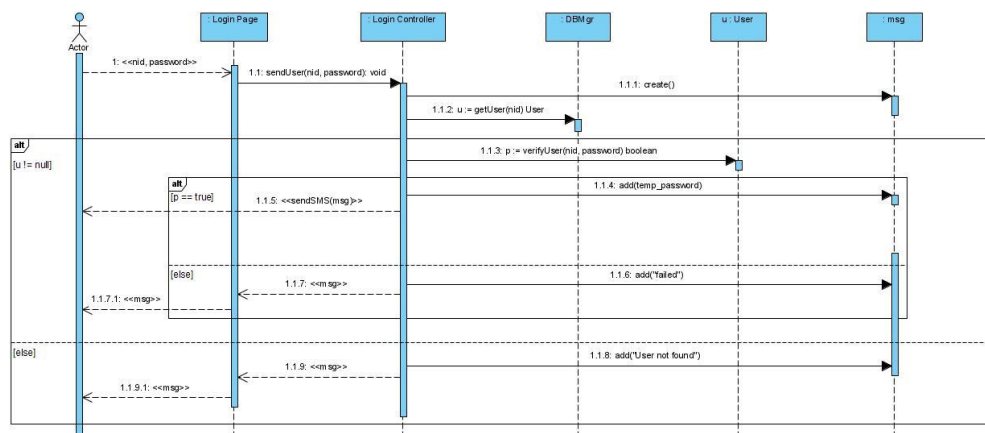 : Login Page
: Login Controller
: DBMgr
u : User
: msg
Actor
1: <<nid, password>>
1.1: sendUser(nid, password): void
1.1.1: create()
1.1.2: u := getUser(nid) User
alt
[u != null]
1.1.3: p := verifyUser(nid, password) boolean
alt
[p == true]
1.1.4: add(temp_password)
1.1.5: <<sendSMS(msg)>>
[else]
1.1.6: add("failed")
1.1.7: <<msg>>
1.1.7.1: <<msg>>
[else]
1.1.8: add("User not found")
1.1.9: <<msg>>
1.1.9.1: <<msg>>